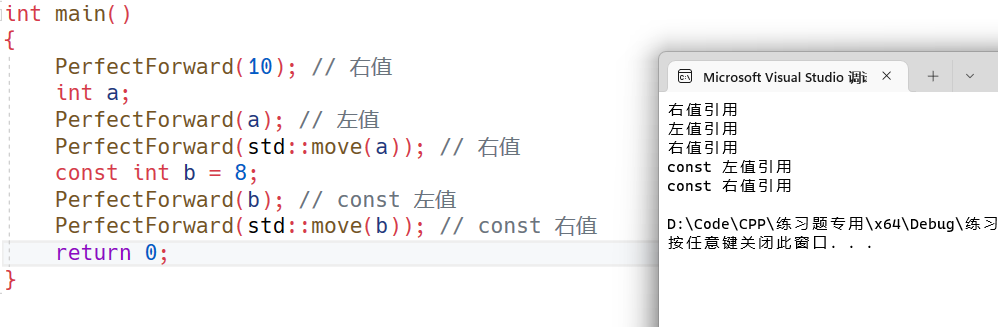 int main()
{
PerfectForward(10); // 右值
int a;
PerfectForward(a); // 左值
PerfectForward(std::move(a)); // 右值
const int b = 8;
PerfectForward(b); // const 左值
PerfectForward(std::move(b)); // const 右值
return 0;
}
Microsoft Visual Studio 调试
右值引用
左值引用
右值引用
const 左值引用
const 右值引用
D:\Code\CPP\练习题专用\x64\Debug\练习
按任意键关闭此窗口. . .